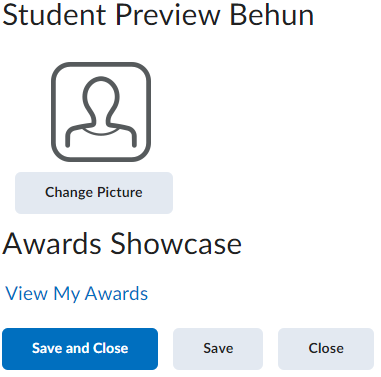 Student Preview Behun
Change Picture
Awards Showcase
View My Awards
Save and Close Save Close